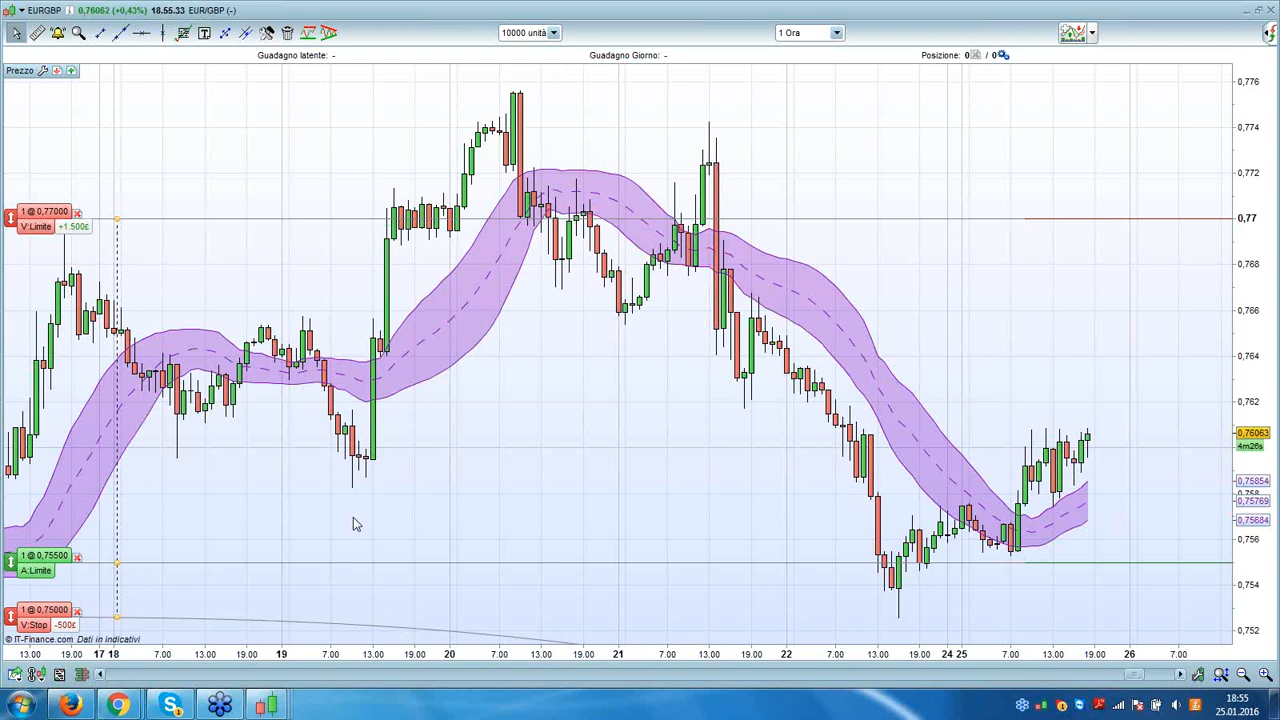 EURGBP 0,76062 (+0,43%) 18.55.33 EUR/GBP (-)
10000 unità
1 Ora
Guadagno latente: - Guadagno Giorno: - Posizione: 0 / 0
Prezzo
0,776
0,774
0,772
1 @ 0,77000
V:Limite +1.500£
0,77
0,768
0,766
0,764
0,762
0,76063
4m26s
0,75854
0,758
0,75769
0,75684
0,756
1 @ 0,75500
A:Limite
0,754
1 @ 0,75000
V:Stop -500£
0,752
© IT-Finance.com Dati in indicativi
13.00 19.00 17 18 7.00 13.00 19.00 19 7.00 13.00 19.00 20 7.00 13.00 19.00 21 7.00 13.00 19.00 22 7.00 13.00 19.00 24 25 7.00 13.00 19.00 26 7.00
18:55
25.01.2016